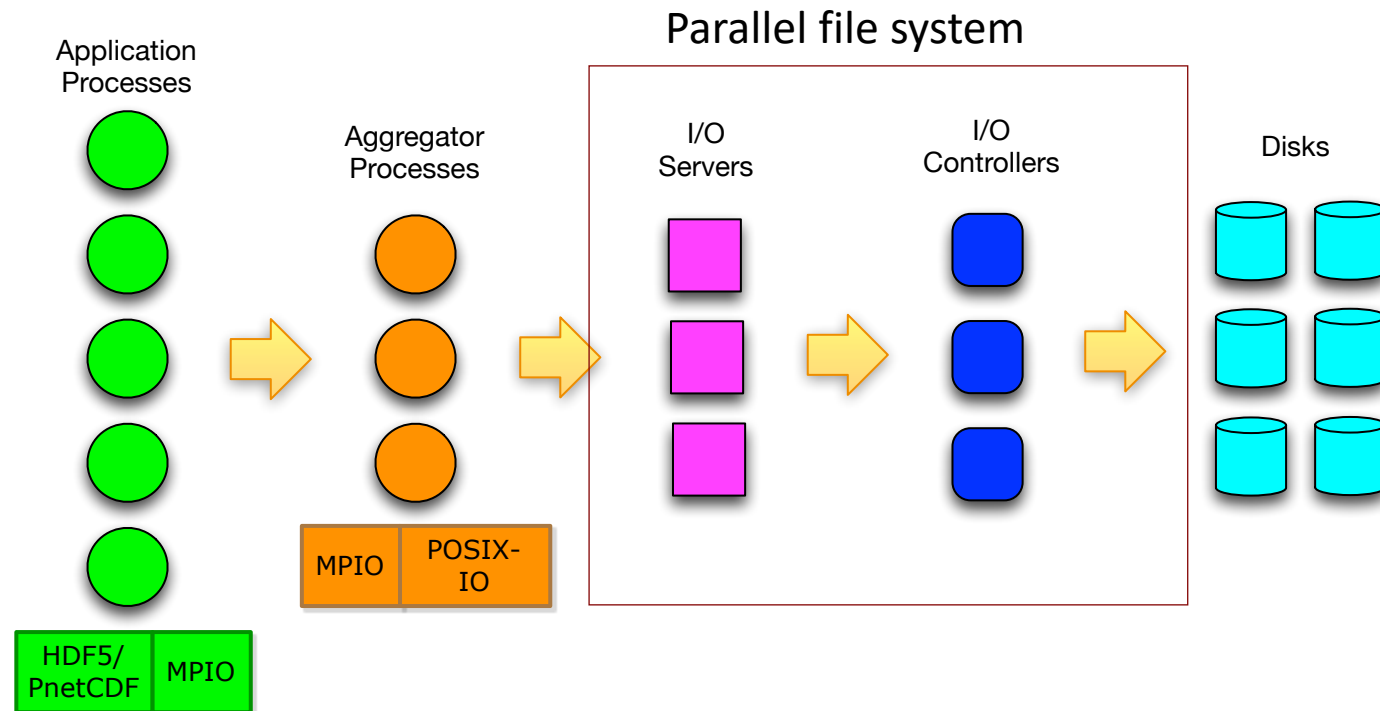 Parallel file system
Application
Processes
Aggregator
Processes
I/O
Servers
I/O
Controllers
Disks
MPIO
POSIX-
IO
HDF5/
PnetCDF
MPIO